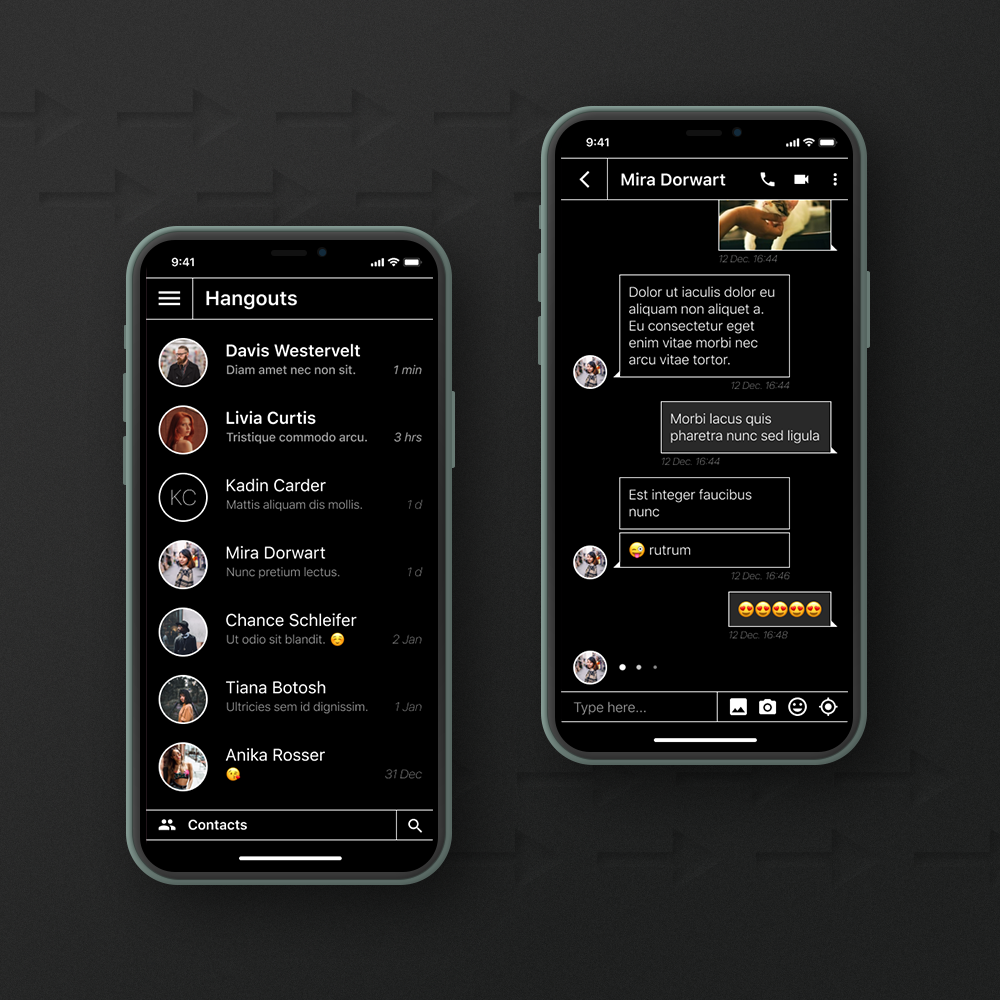 9:41
Hangouts
Davis Westervelt
Diam amet nec non sit. 1 min
Livia Curtis
Tristique commodo arcu. 3 hrs
KC
Kadin Carder
Mattis aliquam dis mollis. 1 d
Mira Dorwart
Nunc pretium lectus. 1 d
Chance Schleifer
Ut odio sit blandit. ☺️ 2 Jan
Tiana Botosh
Ultricies sem id dignissim. 1 Jan
Anika Rosser
😘 31 Dec
Contacts
9:41
Mira Dorwart
12 Dec. 16:44
Dolor ut iaculis dolor eu
aliquam non aliquet a.
Eu consectetur eget
enim vitae morbi nec
arcu vitae tortor.
12 Dec. 16:44
Morbi lacus quis
pharetra nunc sed ligula
12 Dec. 16:44
Est integer faucibus
nunc
😜 rutrum
12 Dec. 16:46
😍😍😍😍😍
12 Dec. 16:48
Type here...